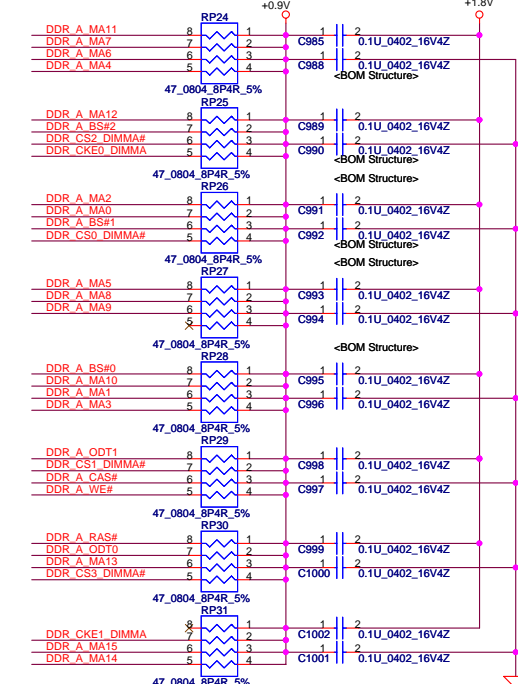 +0.9V +1.8V
RP24
DDR_A_MA11 8 1 1 2
DDR_A_MA7 7 2 C985 0.1U_0402_16V4Z
DDR_A_MA6 6 3 1 2
DDR_A_MA4 5 4 C988 0.1U_0402_16V4Z
<BOM Structure>
47_0804_8P4R_5%
RP25
DDR_A_MA12 8 1 1 2
DDR_A_BS#2 7 2 C989 0.1U_0402_16V4Z
DDR_CS2_DIMMA# 6 3 1 2
DDR_CKE0_DIMMA 5 4 C990 0.1U_0402_16V4Z
<BOM Structure>
47_0804_8P4R_5%
<BOM Structure>
RP26
DDR_A_MA2 8 1 1 2
DDR_A_MA0 7 2 C991 0.1U_0402_16V4Z
DDR_A_BS#1 6 3 1 2
DDR_CS0_DIMMA# 5 4 C992 0.1U_0402_16V4Z
<BOM Structure>
47_0804_8P4R_5%
<BOM Structure>
RP27
DDR_A_MA5 8 1 1 2
DDR_A_MA8 7 2 C993 0.1U_0402_16V4Z
DDR_A_MA9 6 3 1 2
5 4 C994 0.1U_0402_16V4Z
47_0804_8P4R_5%
<BOM Structure>
RP28
DDR_A_BS#0 8 1 1 2
DDR_A_MA10 7 2 C995 0.1U_0402_16V4Z
DDR_A_MA1 6 3 1 2
DDR_A_MA3 5 4 C996 0.1U_0402_16V4Z
47_0804_8P4R_5%
RP29
DDR_A_ODT1 8 1 1 2
DDR_CS1_DIMMA# 7 2 C998 0.1U_0402_16V4Z
DDR_A_CAS# 6 3 1 2
DDR_A_WE# 5 4 C997 0.1U_0402_16V4Z
47_0804_8P4R_5%
RP30
DDR_A_RAS# 8 1 1 2
DDR_A_ODT0 7 2 C999 0.1U_0402_16V4Z
DDR_A_MA13 6 3 1 2
DDR_CS3_DIMMA# 5 4 C1000 0.1U_0402_16V4Z
47_0804_8P4R_5%
RP31
8 1 1 2
DDR_CKE1_DIMMA 7 2 C1002 0.1U_0402_16V4Z
DDR_A_MA15 6 3 1 2
DDR_A_MA14 5 4 C1001 0.1U_0402_16V4Z
47_0804_8P4R_5%